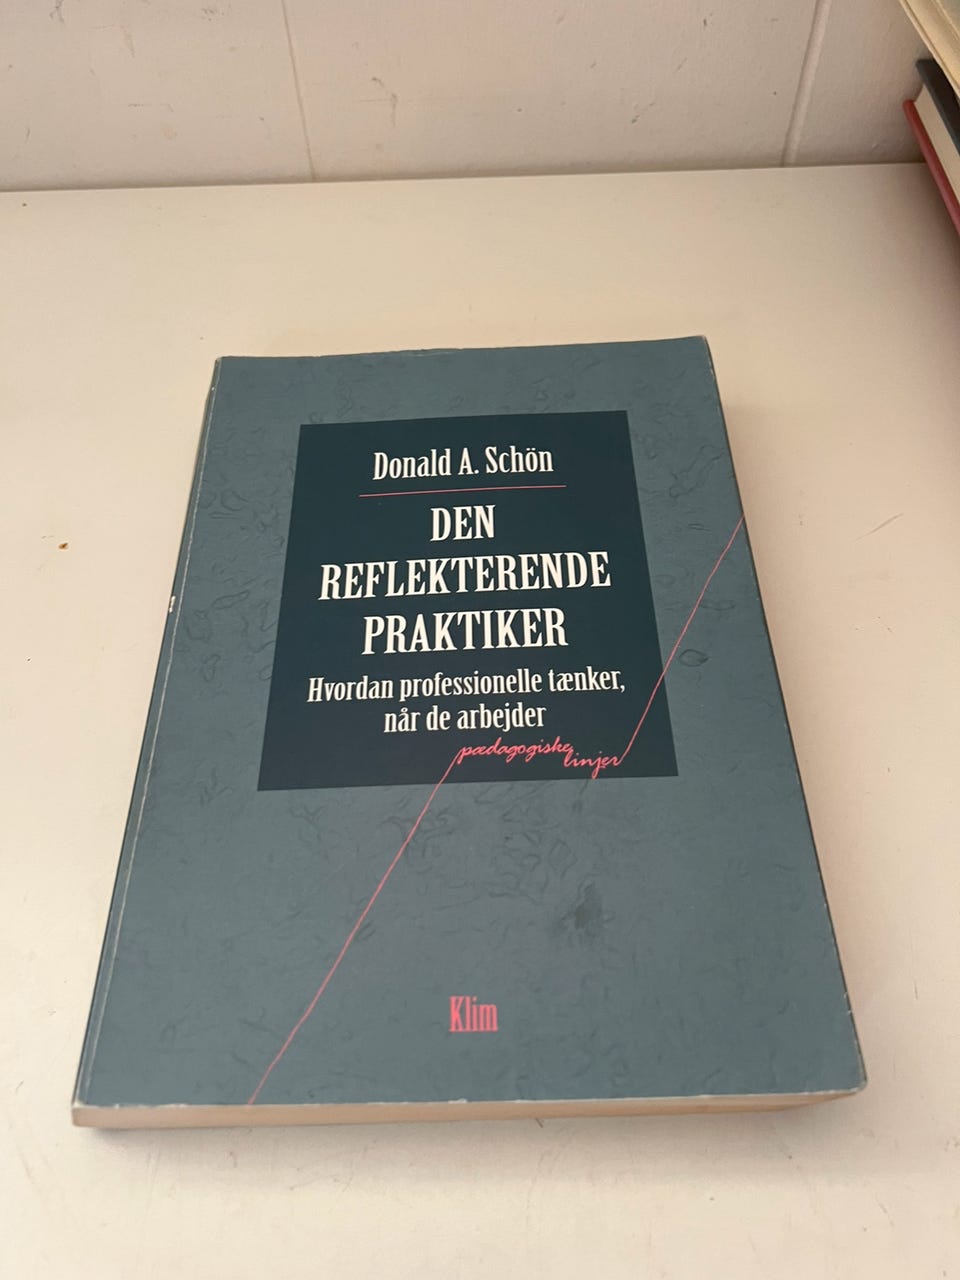 Donald A. Schön
DEN
REFLEKTERENDE
PRAKTIKER
Hvordan professionelle tænker,
når de arbejder
pædagogiske
linjer
Klim